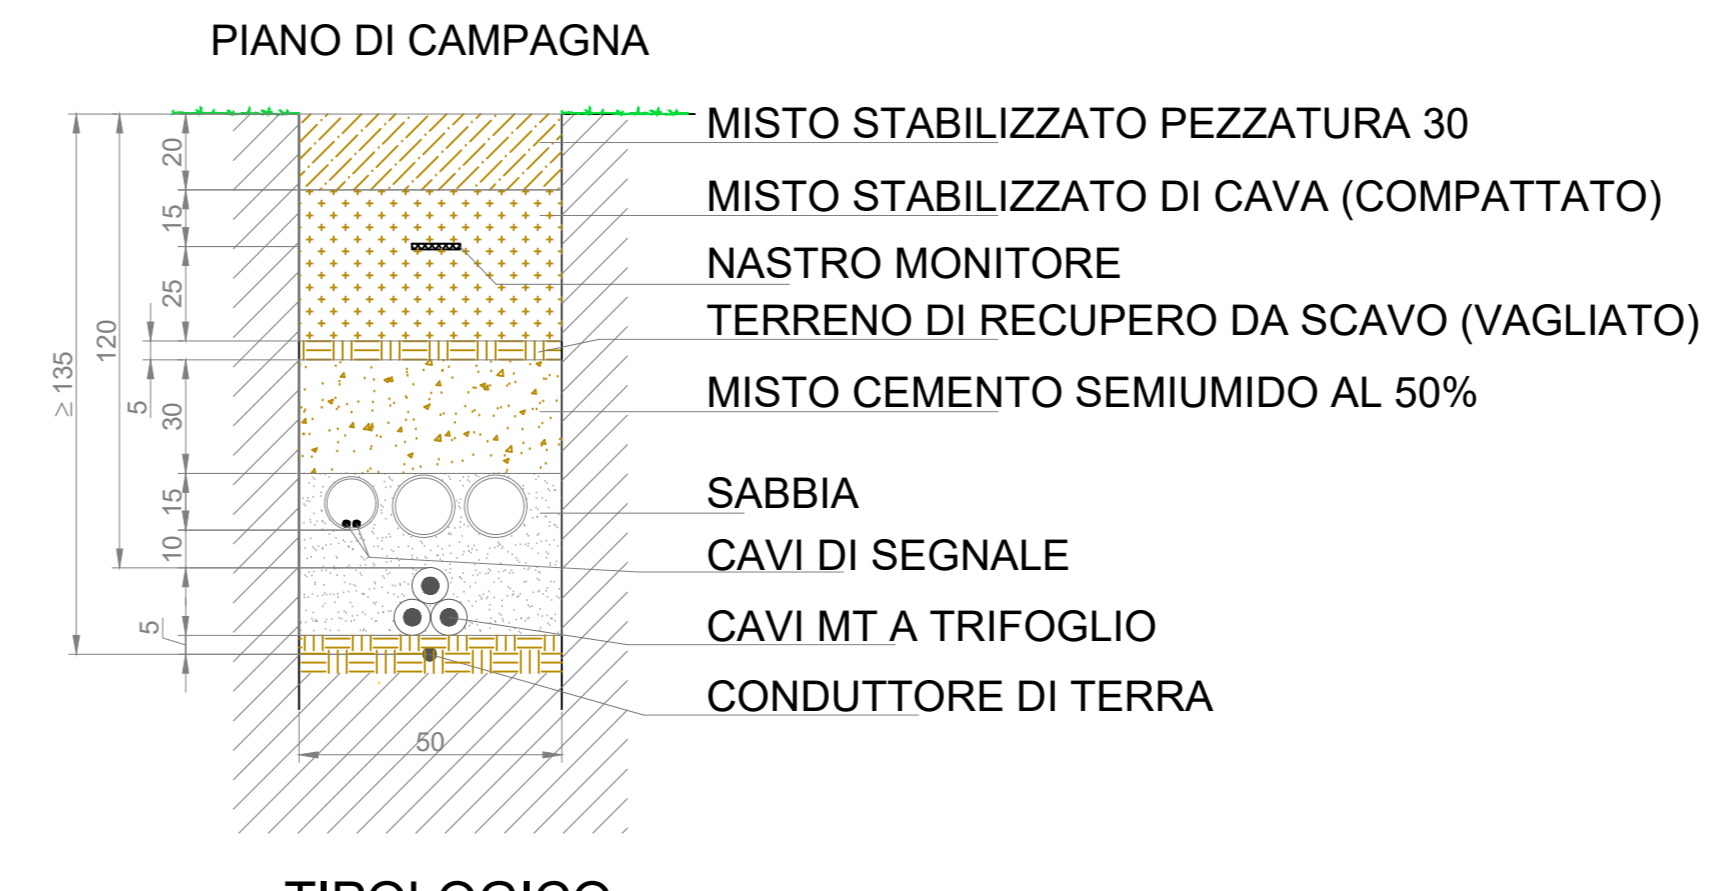 PIANO DI CAMPAGNA
MISTO STABILIZZATO PEZZATURA 30
MISTO STABILIZZATO DI CAVA (COMPATTATO)
NASTRO MONITORE
TERRENO DI RECUPERO DA SCAVO (VAGLIATO)
MISTO CEMENTO SEMIUMIDO AL 50%
SABBIA
CAVI DI SEGNALE
CAVI MT A TRIFOGLIO
CONDUTTORE DI TERRA
20
15
25
5
30
15
10
5
120
≥ 135
50
TIPOLOGICO